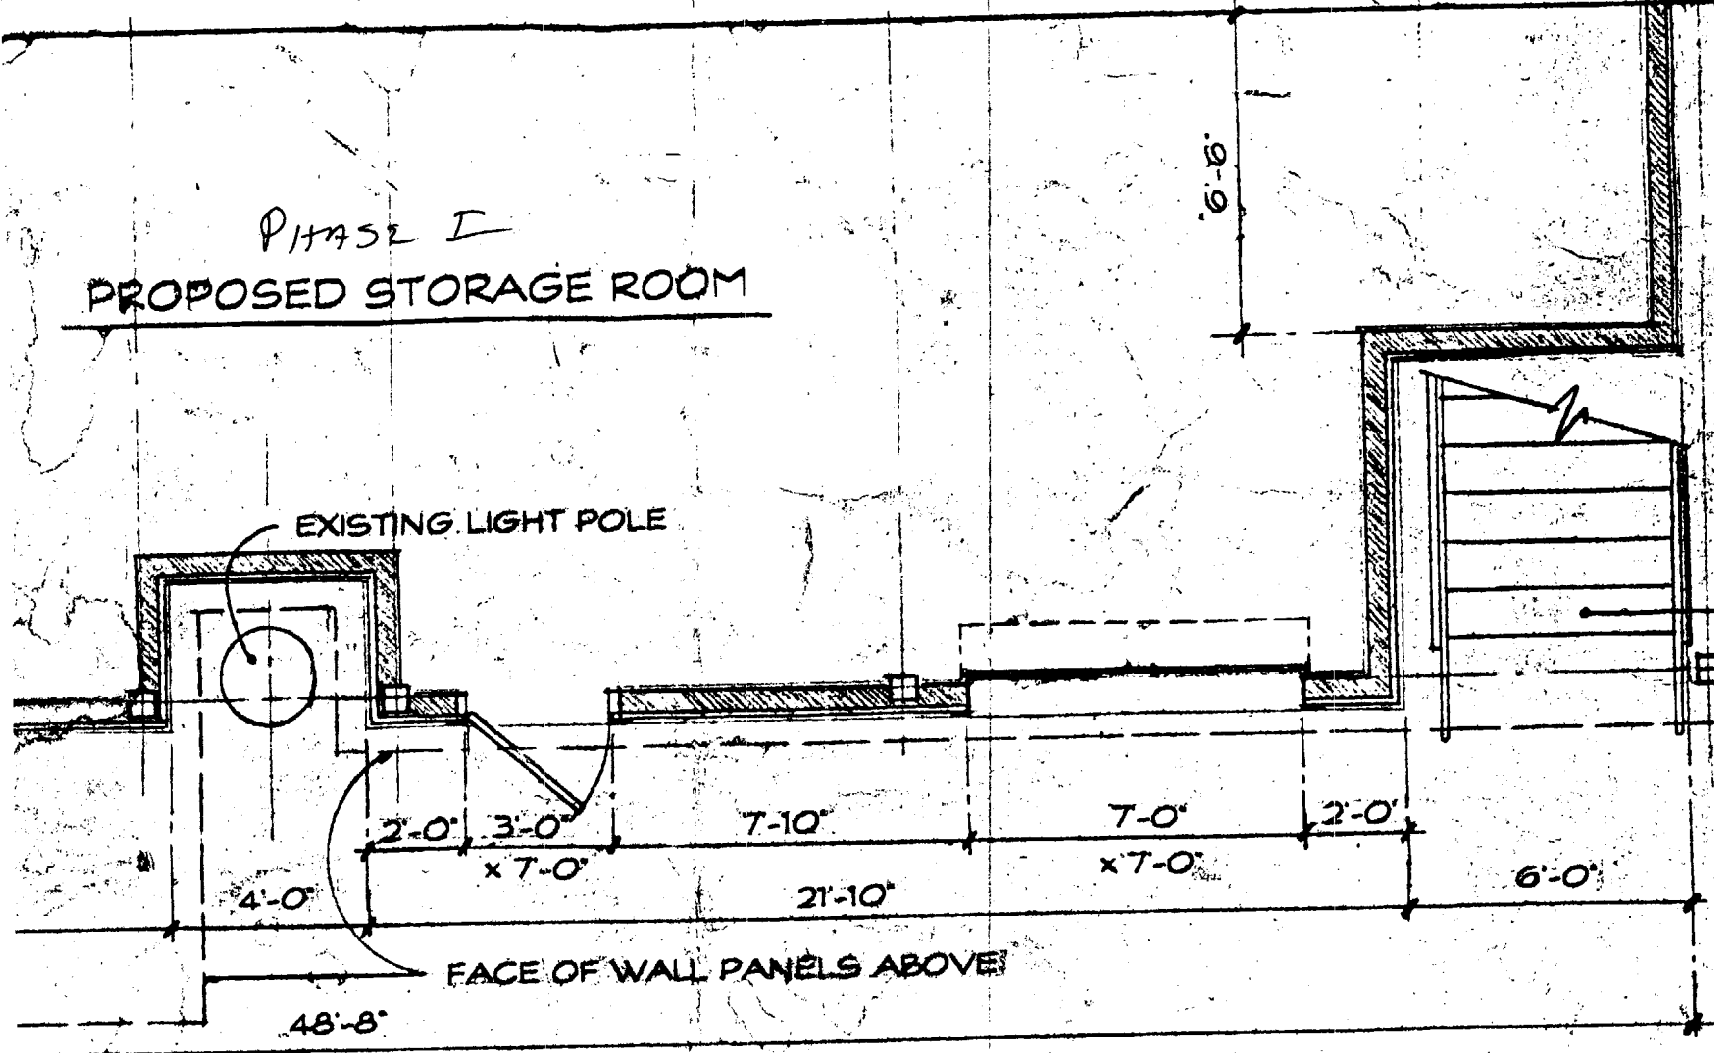 6'-6"
PHASE I
PROPOSED STORAGE ROOM
EXISTING LIGHT POLE
2'-0" 3'-0" 7'-10" 7'-0" 2'-0"
x 7'-0" x 7'-0"
4'-0" 21'-10" 6'-0"
FACE OF WALL PANELS ABOVE
48'-8"